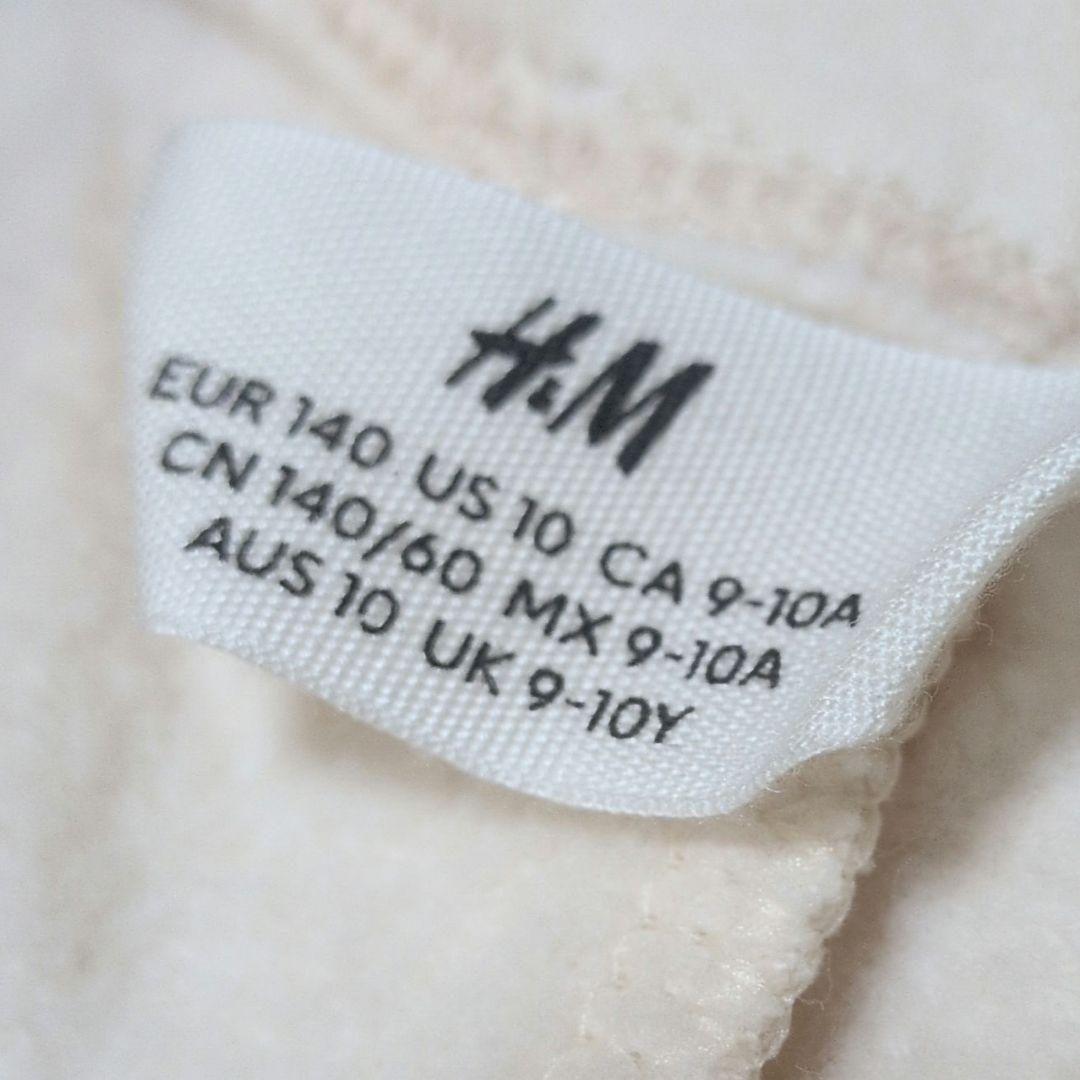 H&M
EUR 140 US 10 CA 9-10A
CN 140/60 MX 9-10A
AUS 10 UK 9-10Y